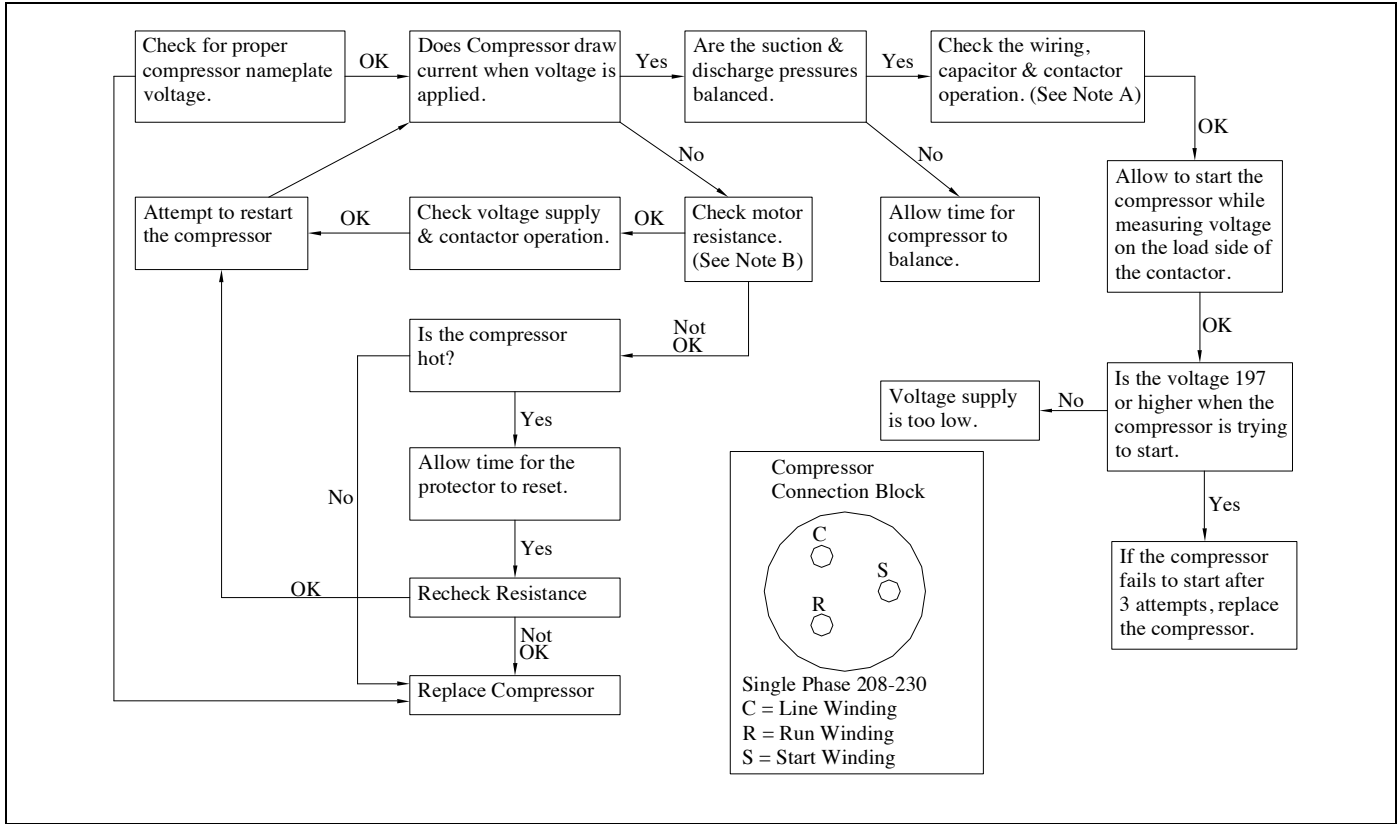 Check for proper
compressor nameplate
voltage.
OK
Does Compressor draw
current when voltage is
applied.
Yes
Are the suction &
discharge pressures
balanced.
Yes
Check the wiring,
capacitor & contactor
operation. (See Note A)
OK
No
No
Attempt to restart
the compressor
OK
Check voltage supply
& contactor operation.
OK
Check motor
resistance.
(See Note B)
Allow time for
compressor to
balance.
Allow to start the
compressor while
measuring voltage
on the load side of
the contactor.
OK
Not
OK
Is the compressor
hot?
Yes
No
Allow time for the
protector to reset.
Yes
OK
Recheck Resistance
Not
OK
Replace Compressor
Voltage supply
is too low.
No
Is the voltage 197
or higher when the
compressor is trying
to start.
Yes
If the compressor
fails to start after
3 attempts, replace
the compressor.
Compressor
Connection Block
C
S
R
Single Phase 208-230
C = Line Winding
R = Run Winding
S = Start Winding